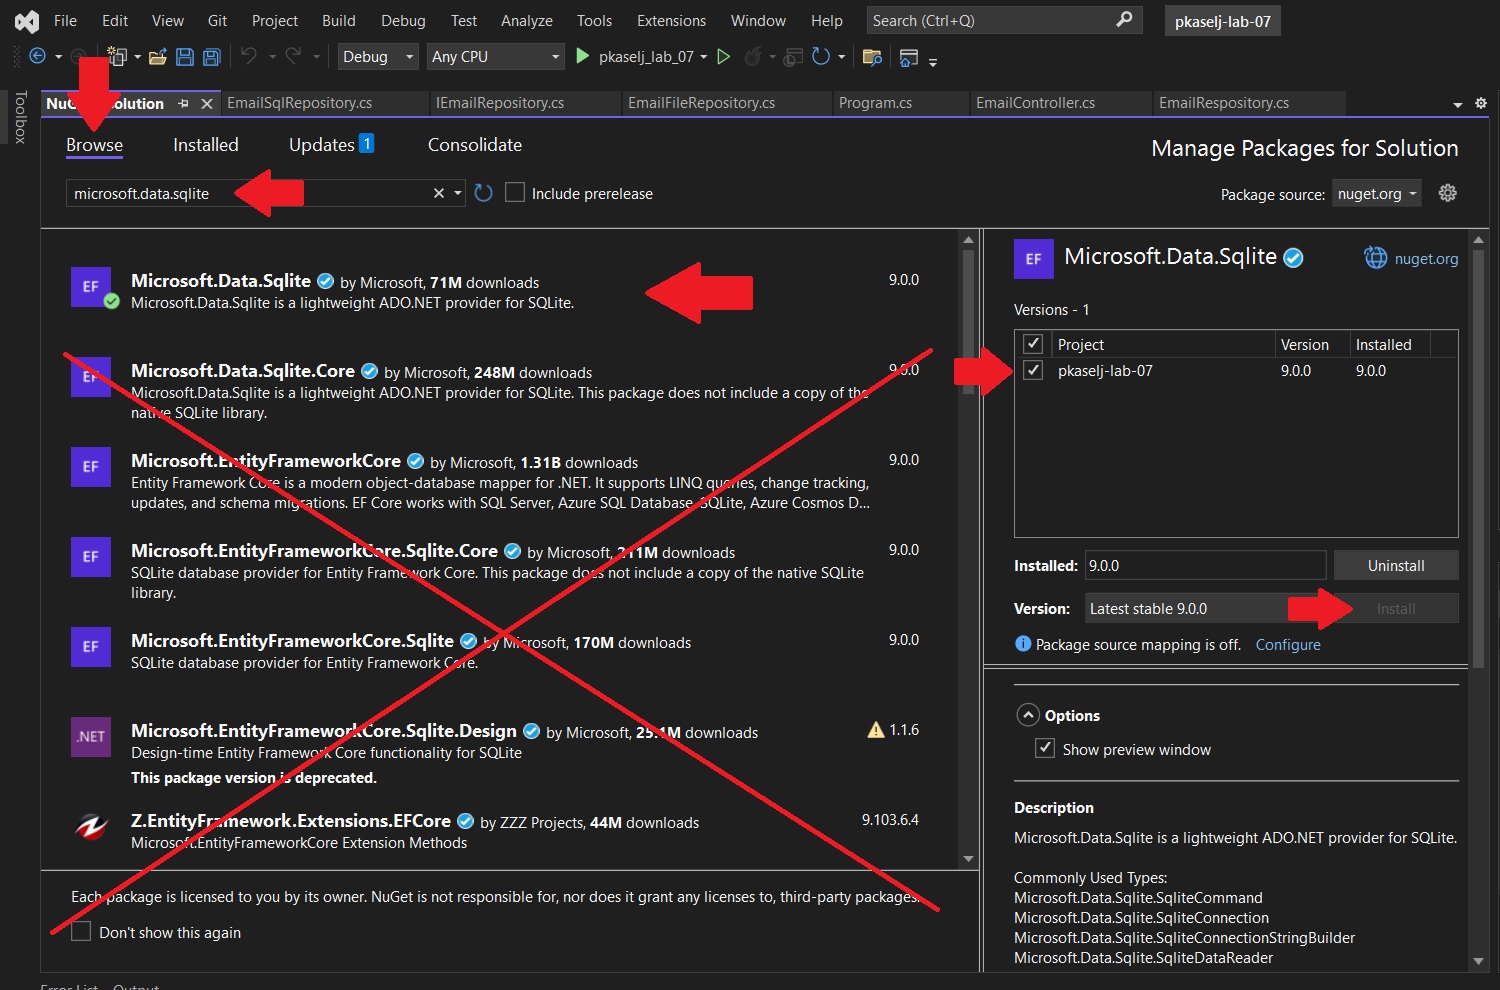 File Edit View Git Project Build Debug Test Analyze Tools Extensions Window Help Search (Ctrl+Q) pkaselj-lab-07
Debug Any CPU pkaselj_lab_07
Toolbox
EmailSqlRepository.cs IEmailRepository.cs EmailFileRepository.cs Program.cs EmailController.cs EmailRespository.cs
Browse Installed Updates 1 Consolidate
Manage Packages for Solution
microsoft.data.sqlite Include prerelease
Package source: nuget.org
EF Microsoft.Data.Sqlite by Microsoft, 71M downloads 9.0.0
Microsoft.Data.Sqlite is a lightweight ADO.NET provider for SQLite.
EF Microsoft.Data.Sqlite.Core by Microsoft, 248M downloads 9.0.0
Microsoft.Data.Sqlite is a lightweight ADO.NET provider for SQLite. This package does not include a copy of the
native SQLite library.
EF Microsoft.EntityFrameworkCore by Microsoft, 1.31B downloads 9.0.0
Entity Framework Core is a modern object-database mapper for .NET. It supports LINQ queries, change tracking,
updates, and schema migrations. EF Core works with SQL Server, Azure SQL Database, SQLite, Azure Cosmos D...
EF Microsoft.EntityFrameworkCore.Sqlite.Core by Microsoft, 211M downloads 9.0.0
SQLite database provider for Entity Framework Core. This package does not include a copy of the native SQLite
library.
EF Microsoft.EntityFrameworkCore.Sqlite by Microsoft, 170M downloads 9.0.0
SQLite database provider for Entity Framework Core.
.NET Microsoft.EntityFrameworkCore.Sqlite.Design by Microsoft, 25.1M downloads 1.1.6
Design-time Entity Framework Core functionality for SQLite
This package version is deprecated.
Z.EntityFramework.Extensions.EFCore by ZZZ Projects, 44M downloads 9.103.6.4
Microsoft.EntityFrameworkCore Extension Methods
Each package is licensed to you by its owner. NuGet is not responsible for, nor does it grant any licenses to, third-party packages.
Don't show this again
EF Microsoft.Data.Sqlite nuget.org
Versions - 1
Project Version Installed
pkaselj-lab-07 9.0.0 9.0.0
Installed: 9.0.0 Uninstall
Version: Latest stable 9.0.0 Install
Package source mapping is off. Configure
Options
Show preview window
Description
Microsoft.Data.Sqlite is a lightweight ADO.NET provider for SQLite.
Commonly Used Types:
Microsoft.Data.Sqlite.SqliteCommand
Microsoft.Data.Sqlite.SqliteConnection
Microsoft.Data.Sqlite.SqliteConnectionStringBuilder
Microsoft.Data.Sqlite.SqliteDataReader
Error List Output